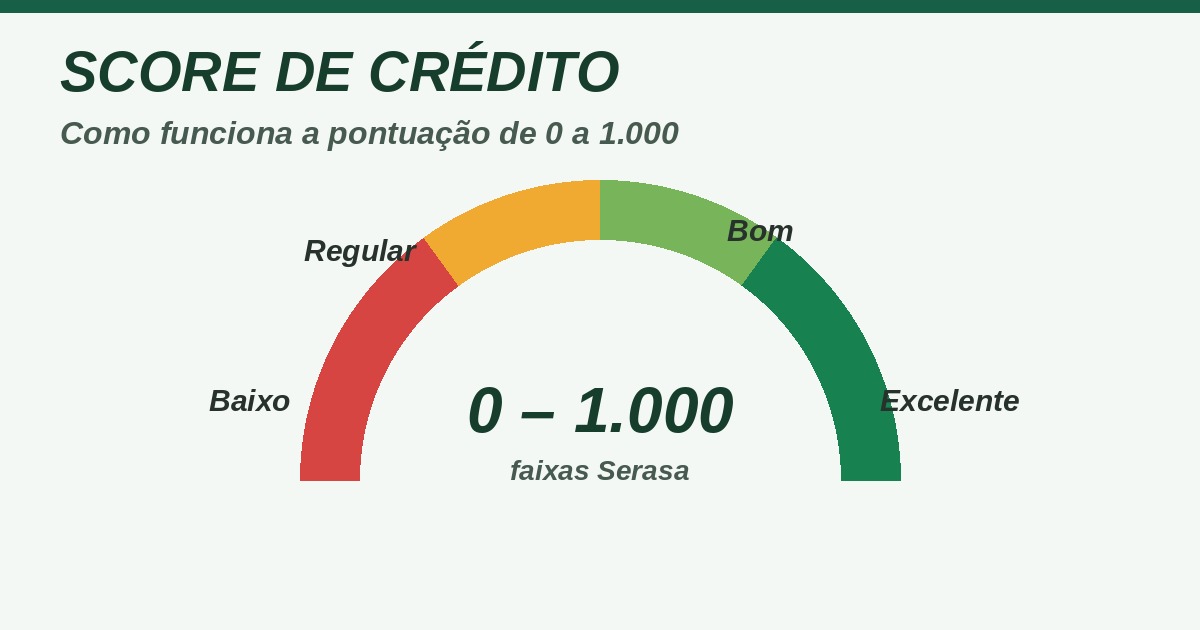 SCORE DE CRÉDITO
Como funciona a pontuação de 0 a 1.000
Regular
Bom
Baixo
Excelente
0 – 1.000
faixas Serasa